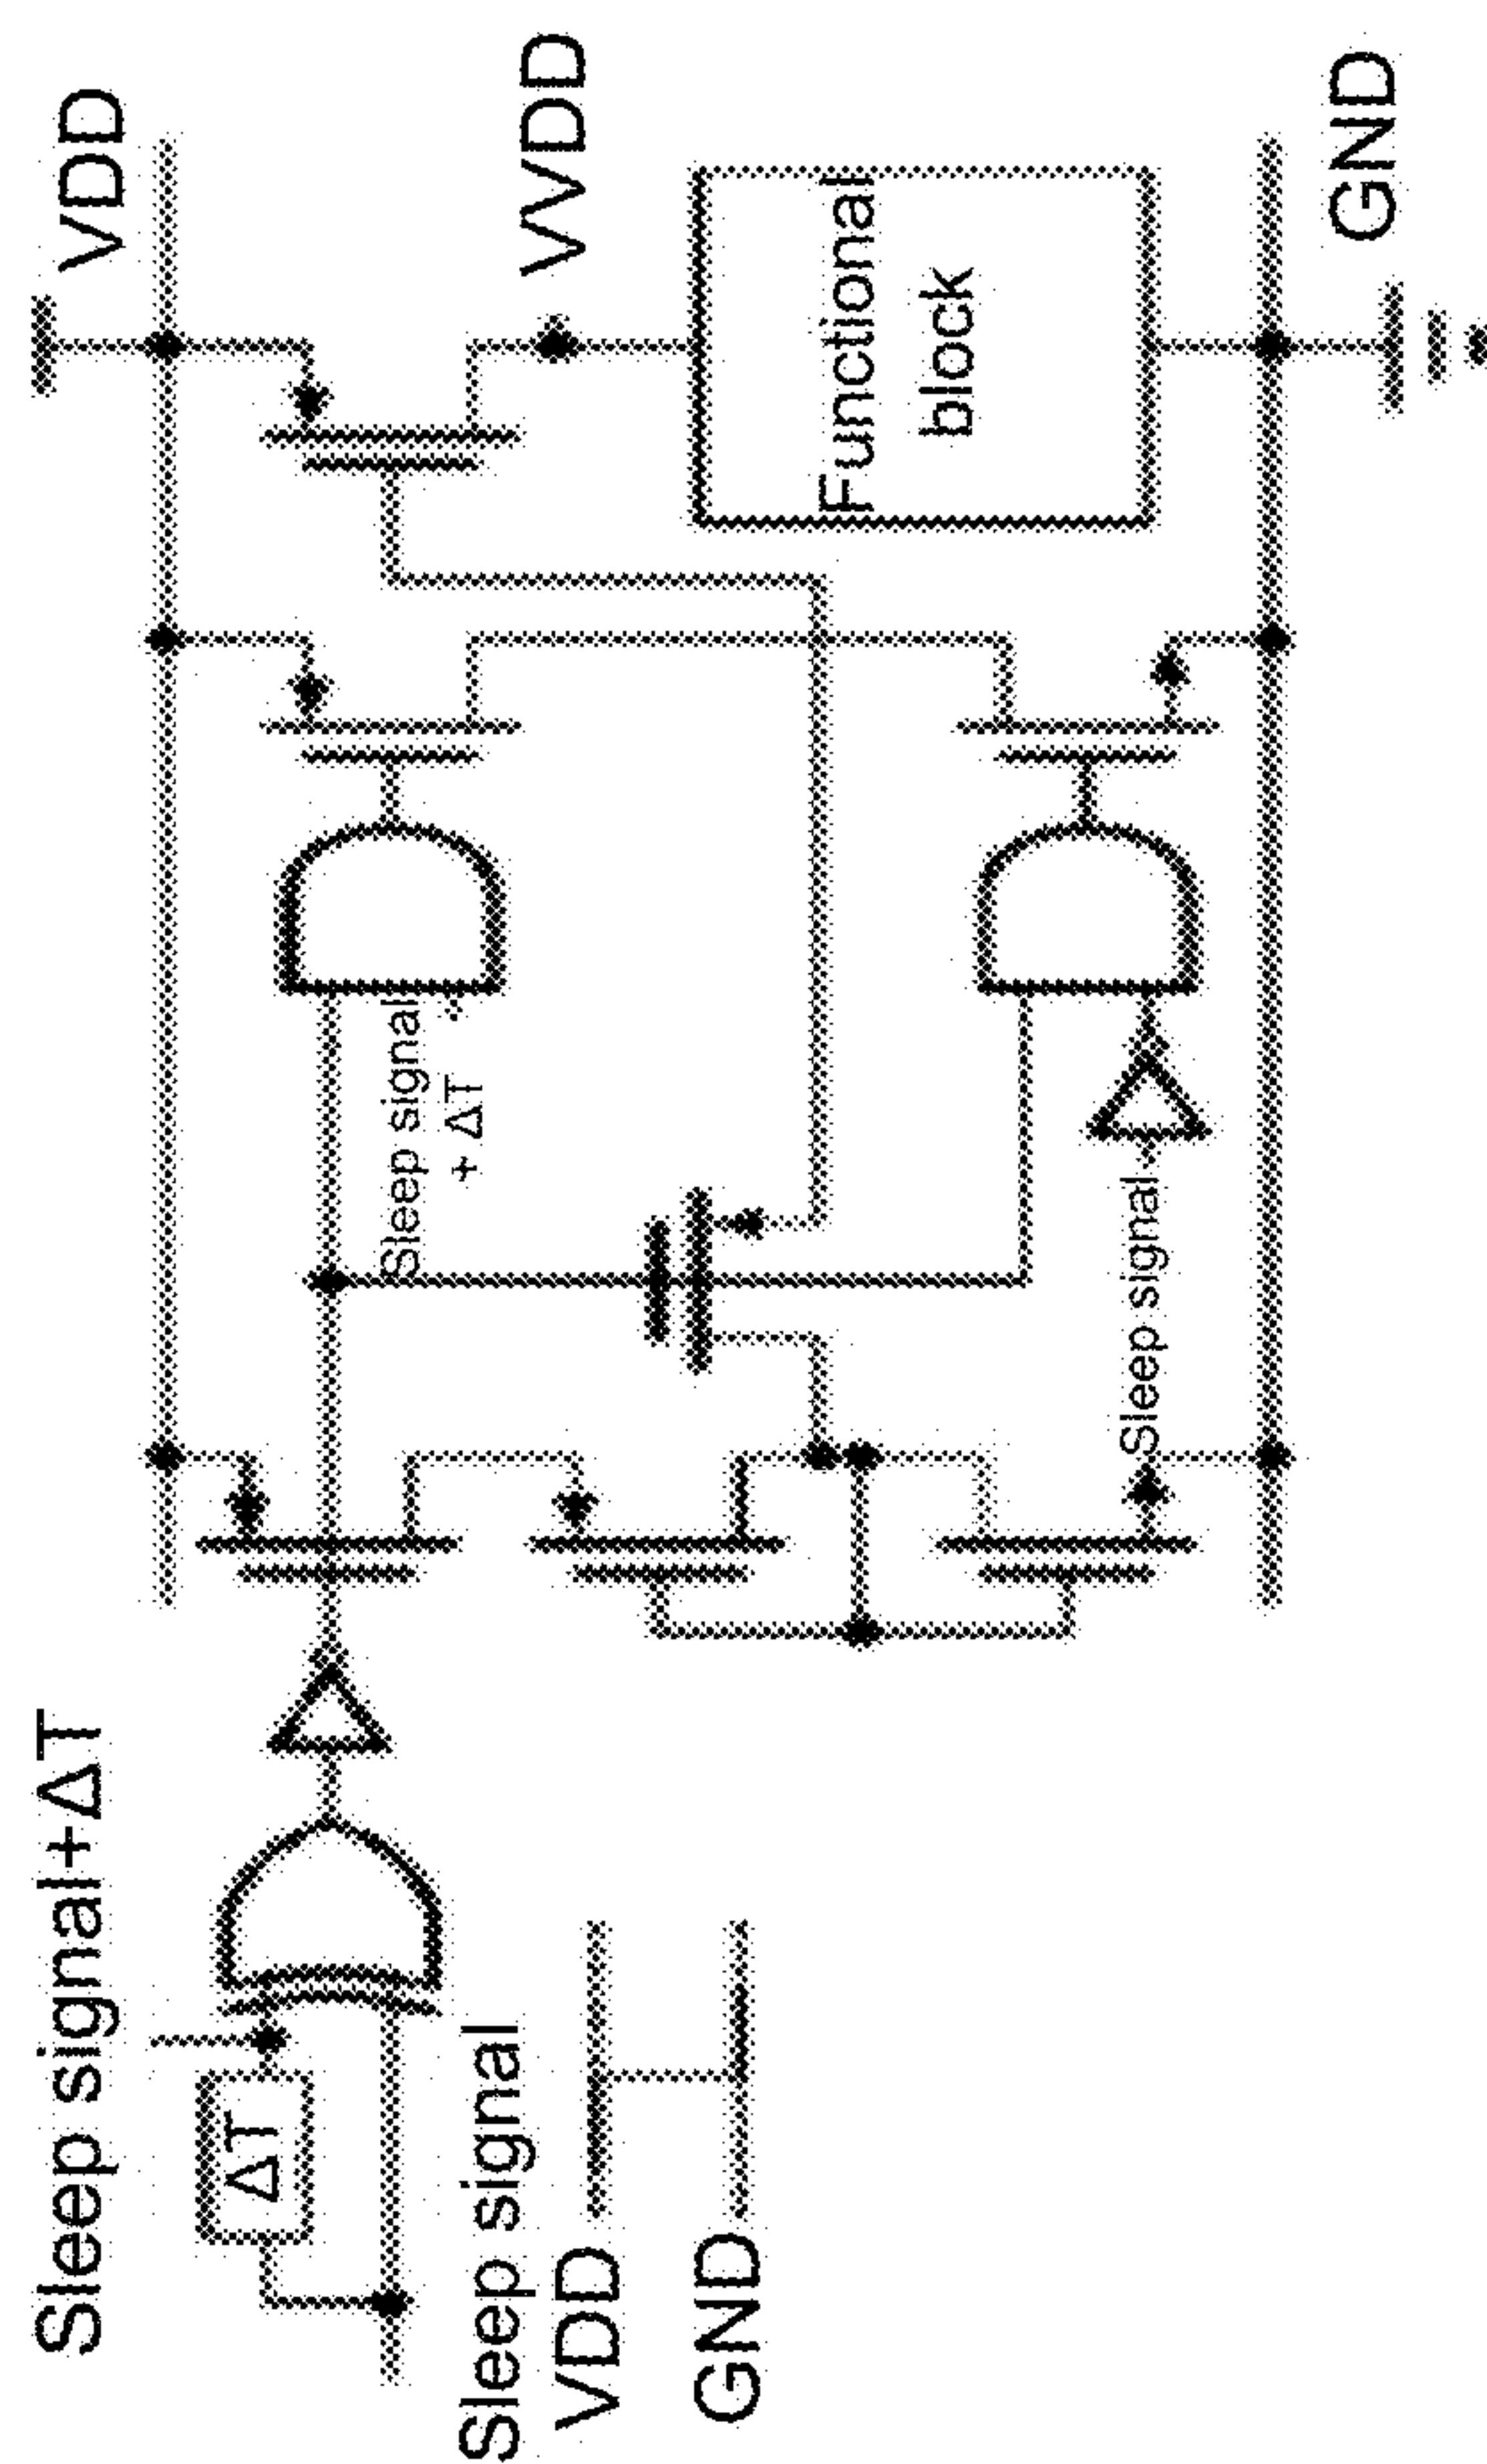 Sleep signal+ΔT
ΔT
Sleep signal
VDD
GND
VDD
VVDD
Sleep signal
+ ΔT
Functional
block
Sleep signal
GND